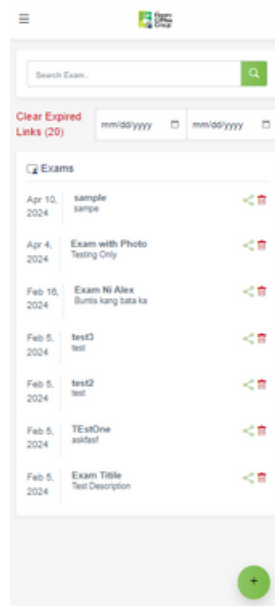 Search Exam..
Clear Expired
Links (20)
mm/dd/yyyy
mm/dd/yyyy
Exams
Apr 10,
2024
sample
sampe
Apr 4,
2024
Exam with Photo
Testing Only
Feb 16,
2024
Exam Ni Alex
Buntis kang bata ka
Feb 5,
2024
test3
test
Feb 5,
2024
test2
test
Feb 5,
2024
TEstOne
askfasf
Feb 5,
2024
Exam Titile
Test Description
+